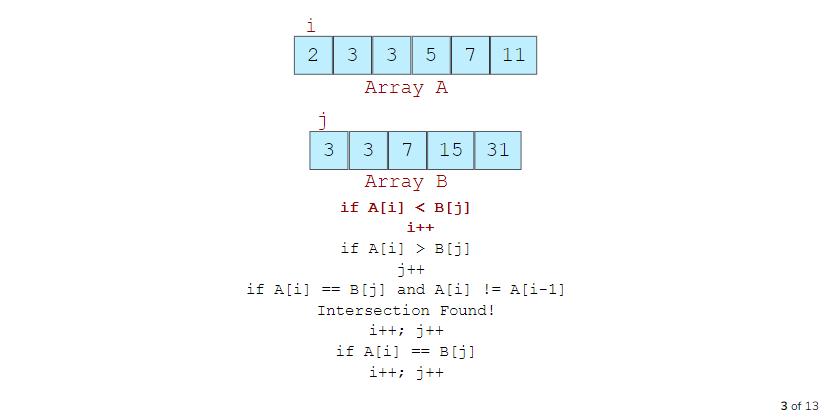 i
2 3 3 5 7 11
Array A
j
3 3 7 15 31
Array B
if A[i] < B[j]
i++
if A[i] > B[j]
j++
if A[i] == B[j] and A[i] != A[i-1]
Intersection Found!
i++; j++
if A[i] == B[j]
i++; j++
3 of 13